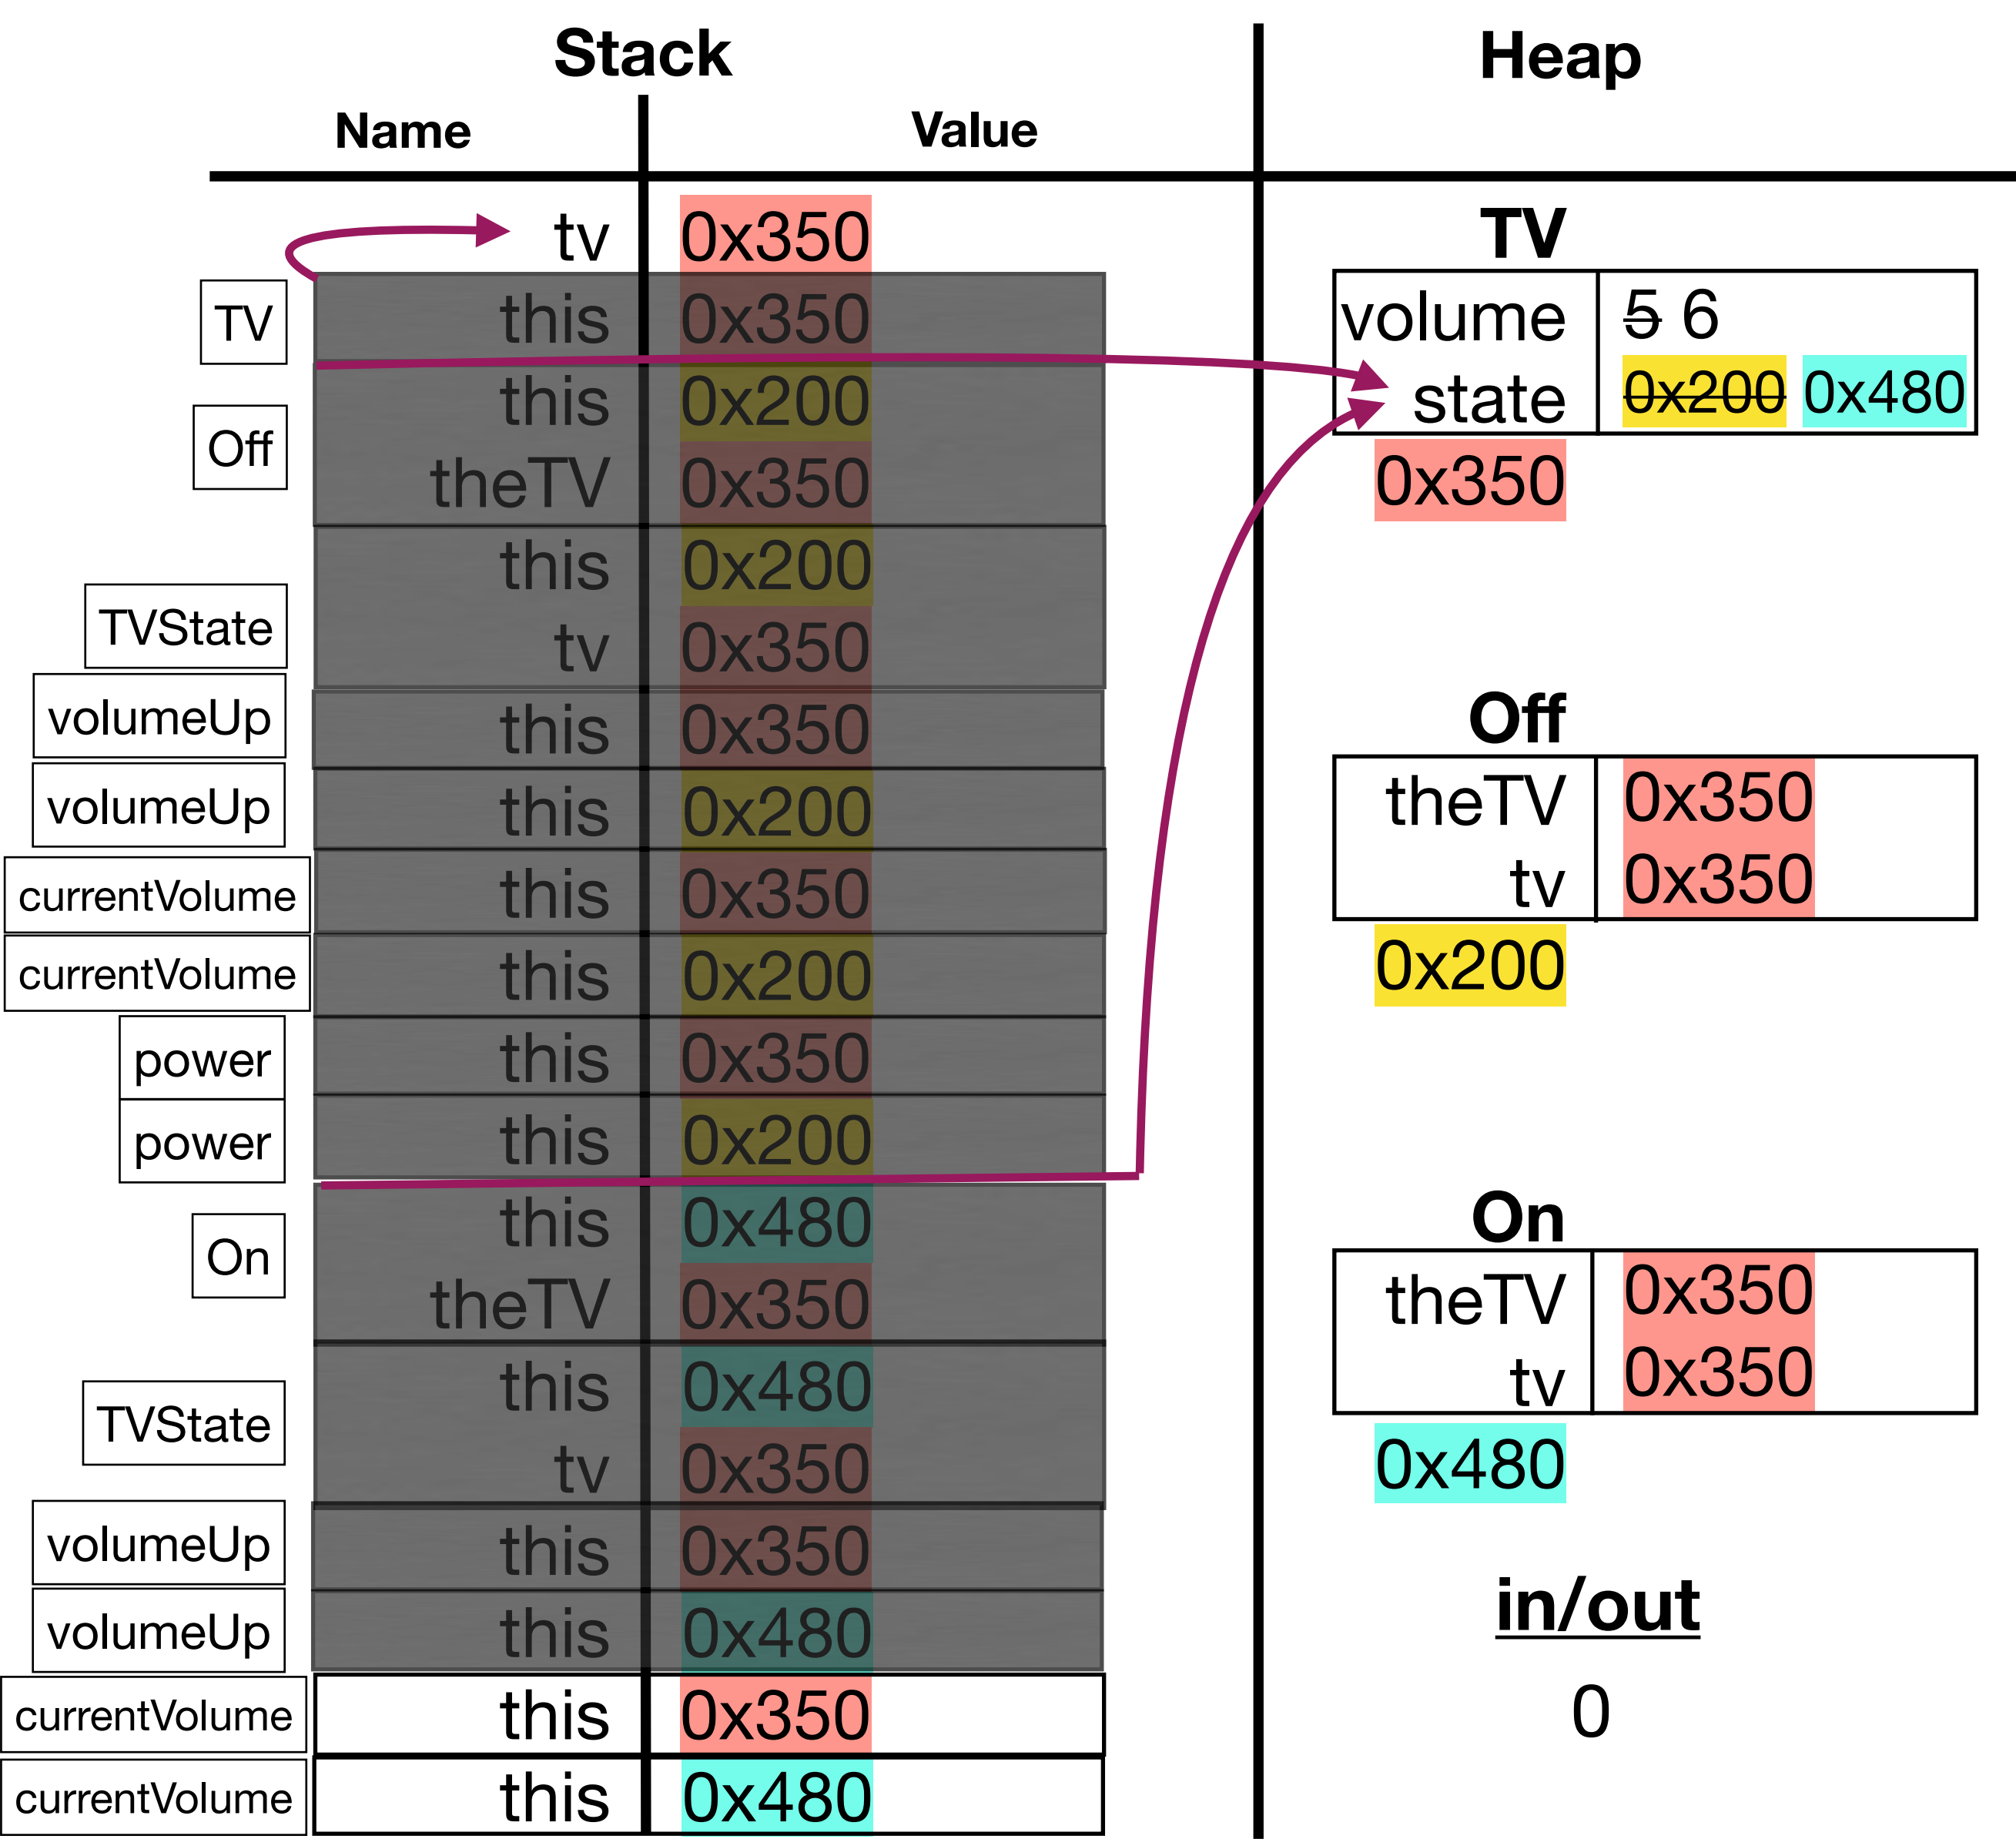 Stack
Heap
Name
Value
tv 0x350
TV
TV this 0x350
volume 5 6
Off this 0x200
state 0x200 0x480
theTV 0x350
0x350
this 0x200
TVState
tv 0x350
volumeUp this 0x350
Off
volumeUp this 0x200
theTV 0x350
currentVolume this 0x350
tv 0x350
currentVolume this 0x200
0x200
power this 0x350
power this 0x200
On this 0x480
On
theTV 0x350
theTV 0x350
TVState this 0x480
tv 0x350
tv 0x350
0x480
volumeUp this 0x350
volumeUp this 0x480
in/out
currentVolume this 0x350
0
currentVolume this 0x480